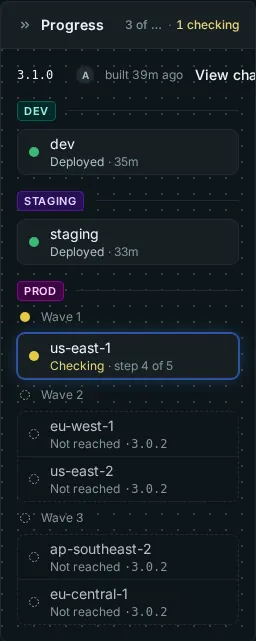 » Progress 3 of ... · 1 checking
3.1.0 A built 39m ago View cha
DEV
dev
Deployed · 35m
STAGING
staging
Deployed · 33m
PROD
Wave 1
us-east-1
Checking · step 4 of 5
Wave 2
eu-west-1
Not reached · 3.0.2
us-east-2
Not reached · 3.0.2
Wave 3
ap-southeast-2
Not reached · 3.0.2
eu-central-1
Not reached · 3.0.2